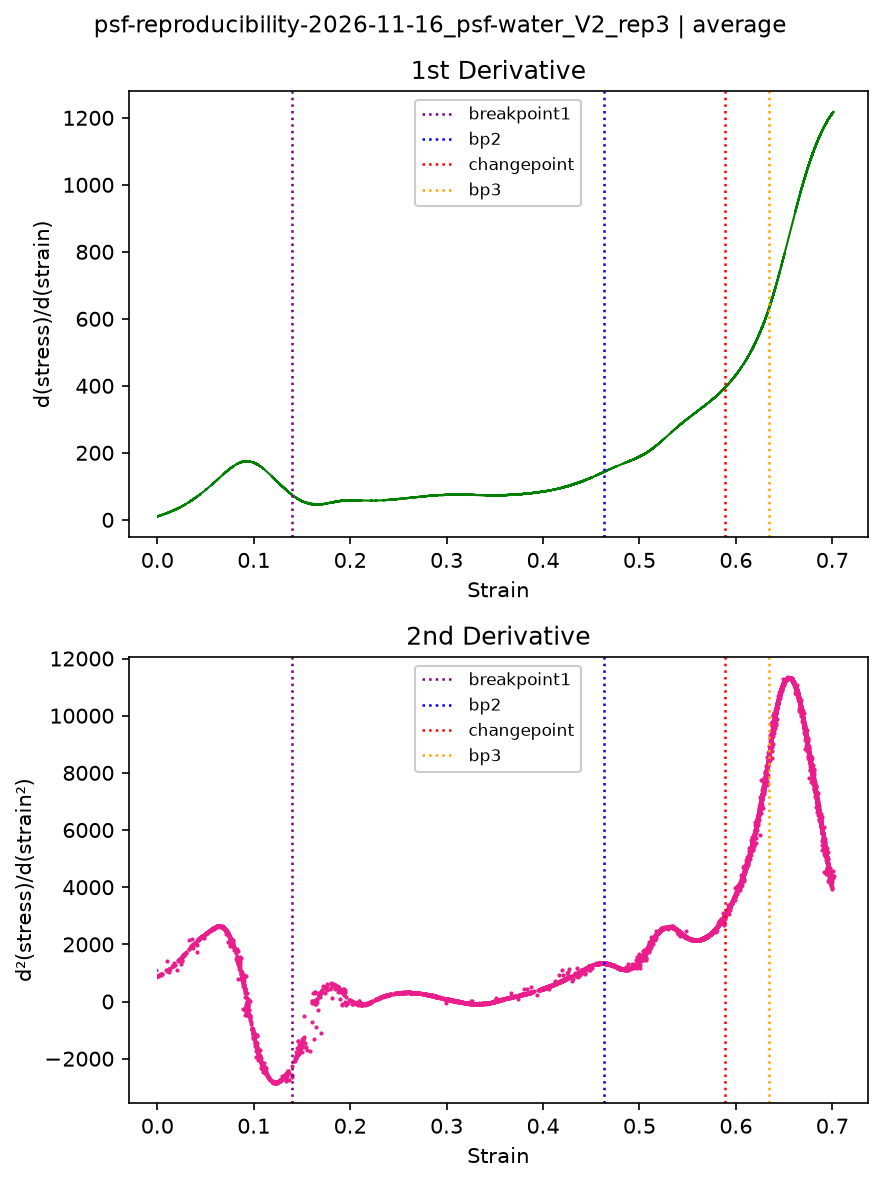 psf-reproducibility-2026-11-16_psf-water_V2_rep3 | average
1st Derivative
breakpoint1
bp2
changepoint
bp3
d(stress)/d(strain)
1200
1000
800
600
400
200
0
0.0 0.1 0.2 0.3 0.4 0.5 0.6 0.7
Strain
2nd Derivative
breakpoint1
bp2
changepoint
bp3
d²(stress)/d(strain²)
12000
10000
8000
6000
4000
2000
0
−2000
0.0 0.1 0.2 0.3 0.4 0.5 0.6 0.7
Strain